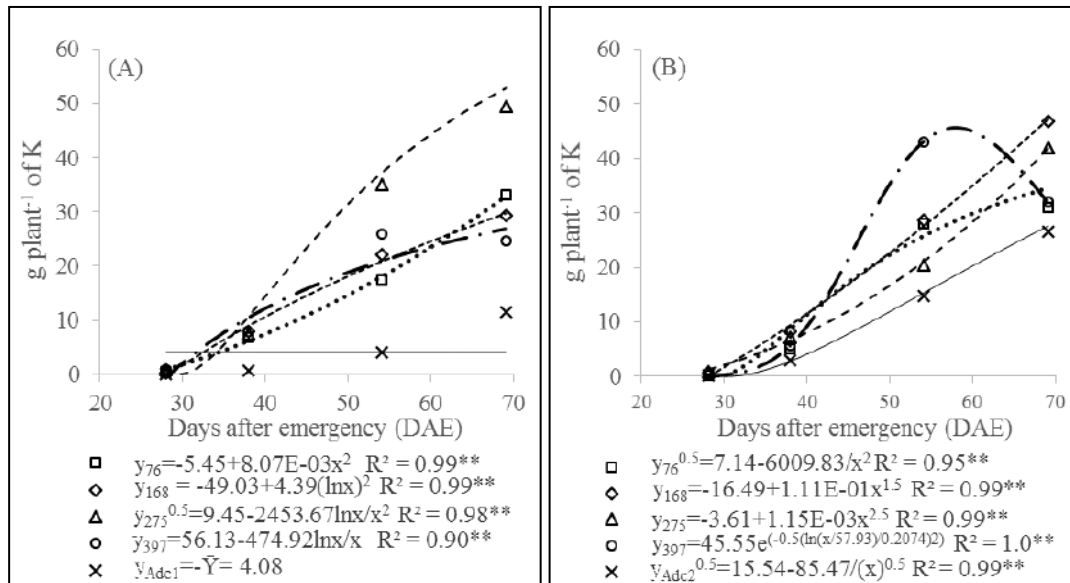 (A)
60
50
40
30
20
10
0
g plant⁻¹ of K
20 30 40 50 60 70
Days after emergency (DAE)
y₇₆=-5.45+8.07E-03x² R² = 0.99**
y₁₆₈ = -49.03+4.39(lnx)² R² = 0.99**
y₂₇₅⁰·⁵=9.45-2453.67lnx/x² R² = 0.98**
y₃₉₇=56.13-474.92lnx/x R² = 0.90**
y_Adc1=-Ȳ= 4.08
(B)
60
50
40
30
20
10
0
g plant⁻¹ of K
20 30 40 50 60 70
Days after emergency (DAE)
y₇₆⁰·⁵=7.14-6009.83/x² R² = 0.95**
y₁₆₈=-16.49+1.11E-01x¹·⁵ R² = 0.99**
y₂₇₅=-3.61+1.15E-03x²·⁵ R² = 0.99**
y₃₉₇=45.55e^(-0.5(ln(x/57.93)/0.2074)2) R² = 1.0**
y_Adc2⁰·⁵=15.54-85.47/(x)⁰·⁵ R² = 0.99**